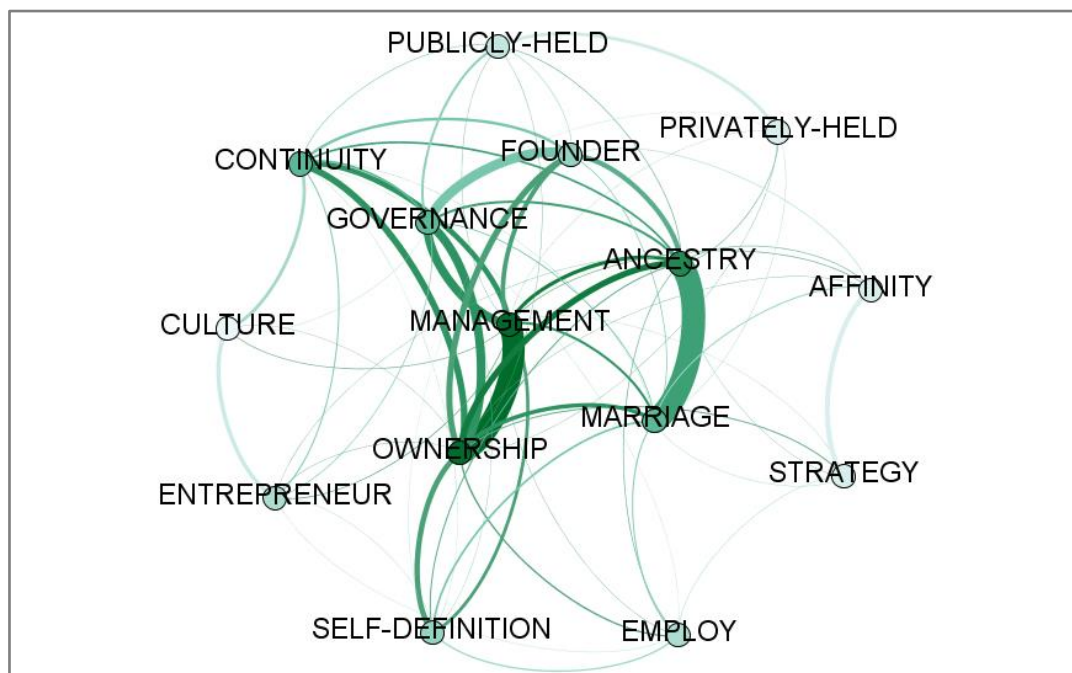 PUBLICLY-HELD
PRIVATELY-HELD
FOUNDER
CONTINUITY
GOVERNANCE
ANCESTRY
AFFINITY
MANAGEMENT
CULTURE
MARRIAGE
OWNERSHIP
STRATEGY
ENTREPRENEUR
SELF-DEFINITION
EMPLOY